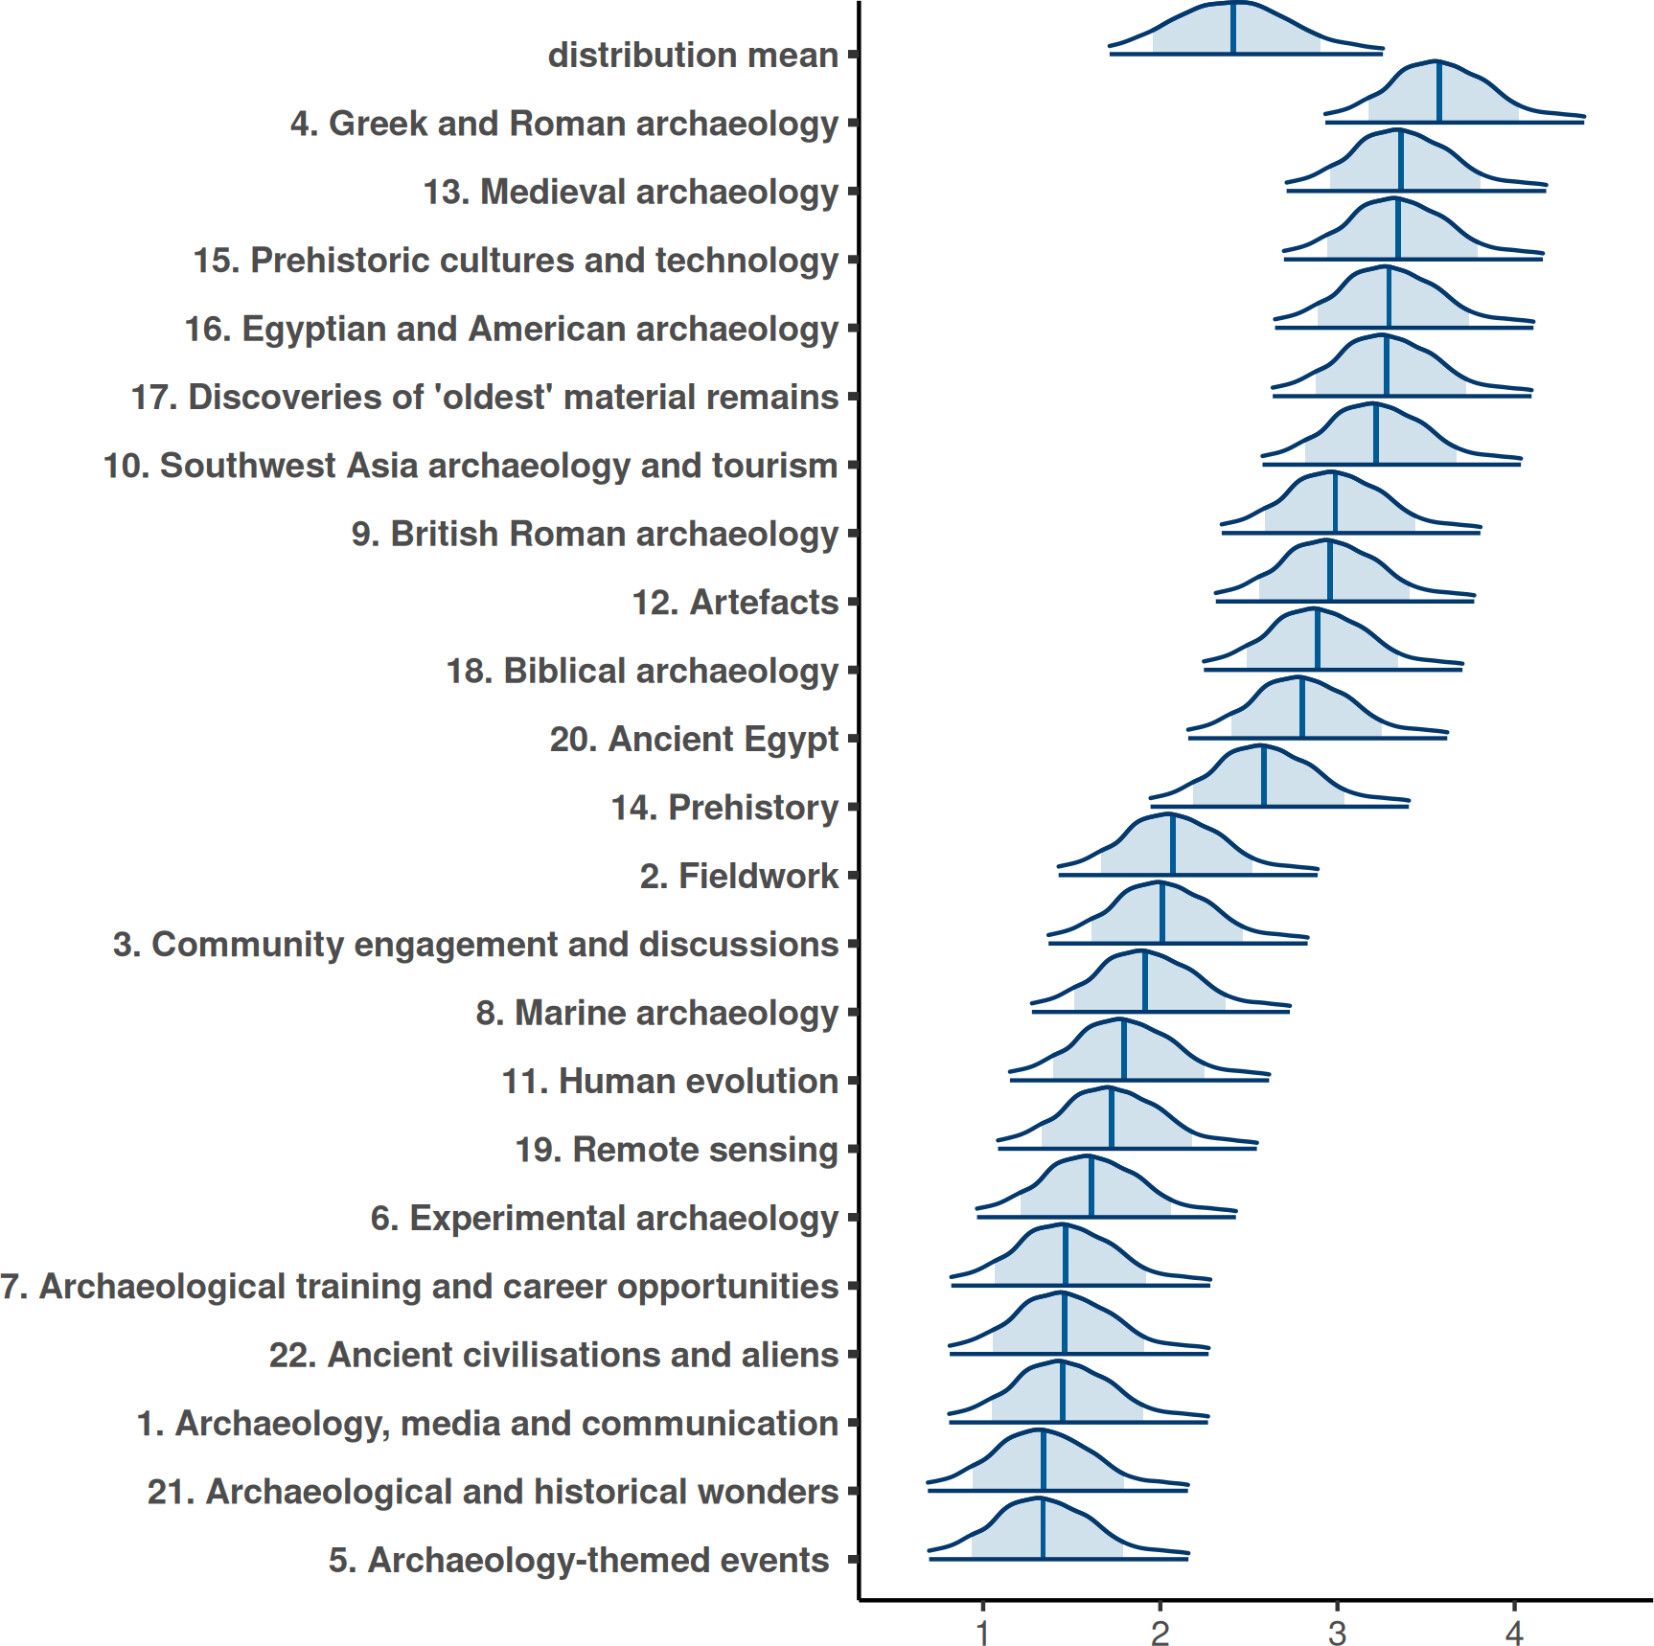 distribution mean
4. Greek and Roman archaeology
13. Medieval archaeology
15. Prehistoric cultures and technology
16. Egyptian and American archaeology
17. Discoveries of 'oldest' material remains
10. Southwest Asia archaeology and tourism
9. British Roman archaeology
12. Artefacts
18. Biblical archaeology
20. Ancient Egypt
14. Prehistory
2. Fieldwork
3. Community engagement and discussions
8. Marine archaeology
11. Human evolution
19. Remote sensing
6. Experimental archaeology
7. Archaeological training and career opportunities
22. Ancient civilisations and aliens
1. Archaeology, media and communication
21. Archaeological and historical wonders
5. Archaeology-themed events
1 2 3 4